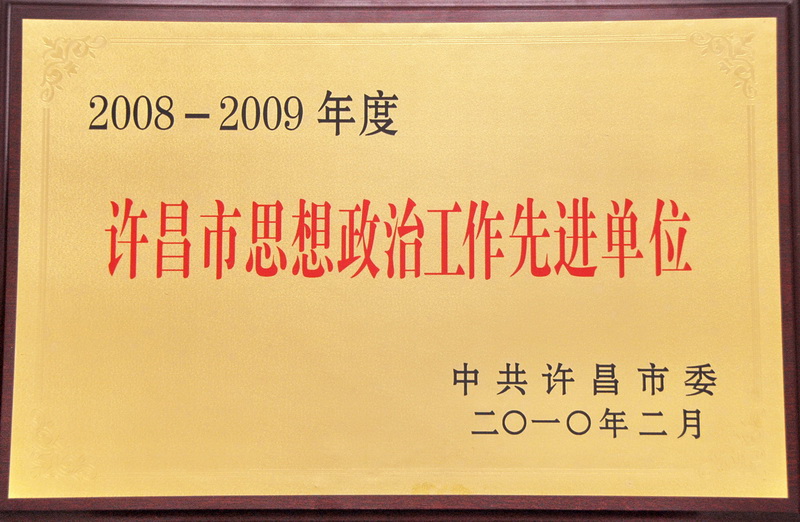 2008－2009年度
许昌市思想政治工作先进单位
中共许昌市委
二〇一〇年二月